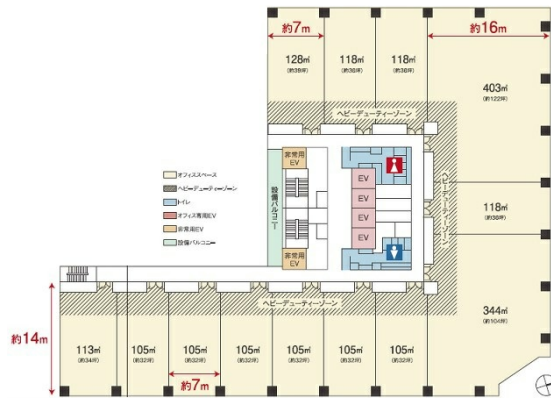 約7m
約16m
128㎡
(約39坪)
118㎡
(約36坪)
118㎡
(約36坪)
403㎡
(約122坪)
ヘビーデューティーゾーン
非常用
EV
EV
EV
EV
EV
設備バルコニー
非常用
EV
ヘビーデューティーゾーン
118㎡
(約36坪)
344㎡
(約104坪)
オフィススペース
ヘビーデューティーゾーン
トイレ
オフィス専用EV
非常用EV
設備バルコニー
ヘビーデューティーゾーン
約14m
113㎡
(約34坪)
105㎡
(約32坪)
105㎡
(約32坪)
105㎡
(約32坪)
105㎡
(約32坪)
105㎡
(約32坪)
105㎡
(約32坪)
約7m